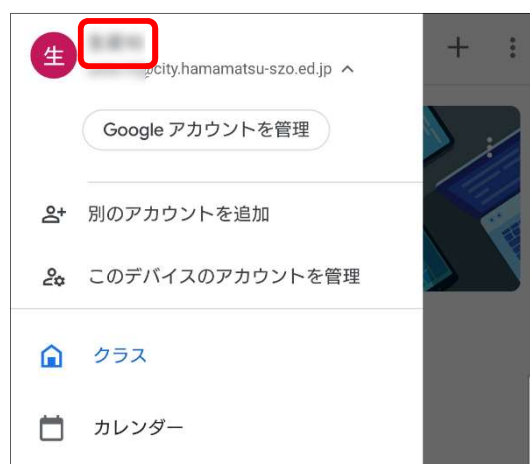 生
@city.hamamatsu-szo.ed.jp
Google アカウントを管理
別のアカウントを追加
このデバイスのアカウントを管理
クラス
カレンダー